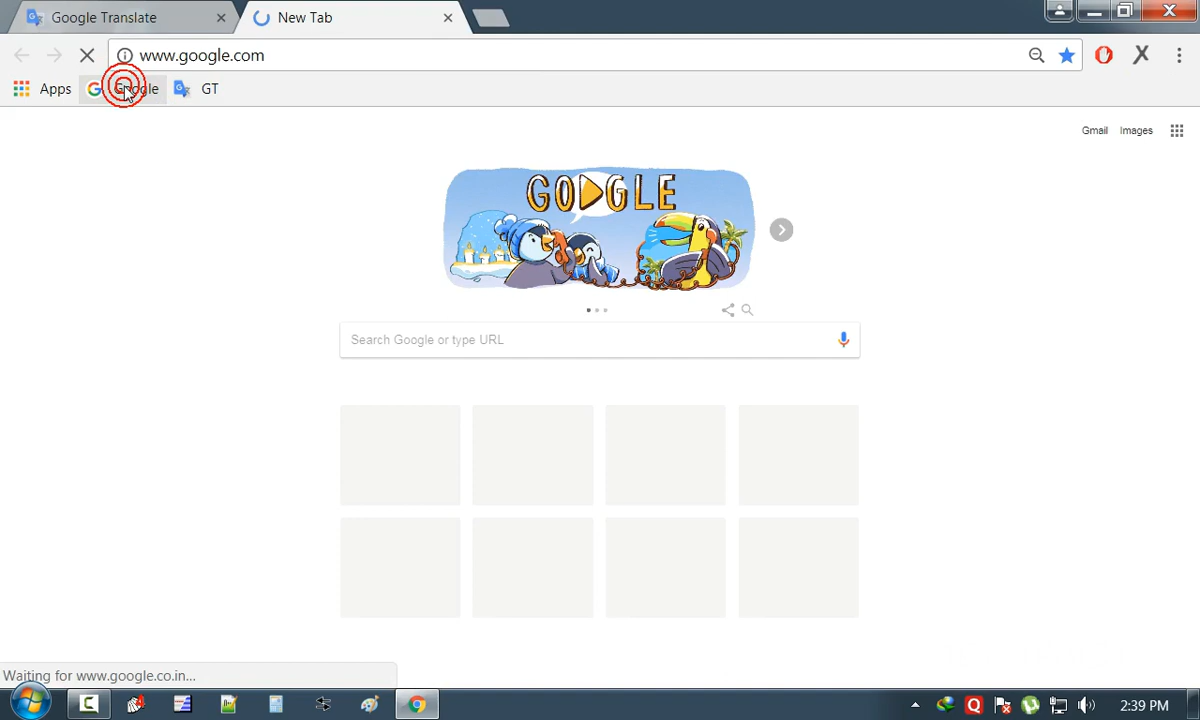 Google Translate
New Tab
www.google.com
Apps
Google
GT
Gmail
Images
GOOGLE
Search Google or type URL
Waiting for www.google.co.in...
2:39 PM